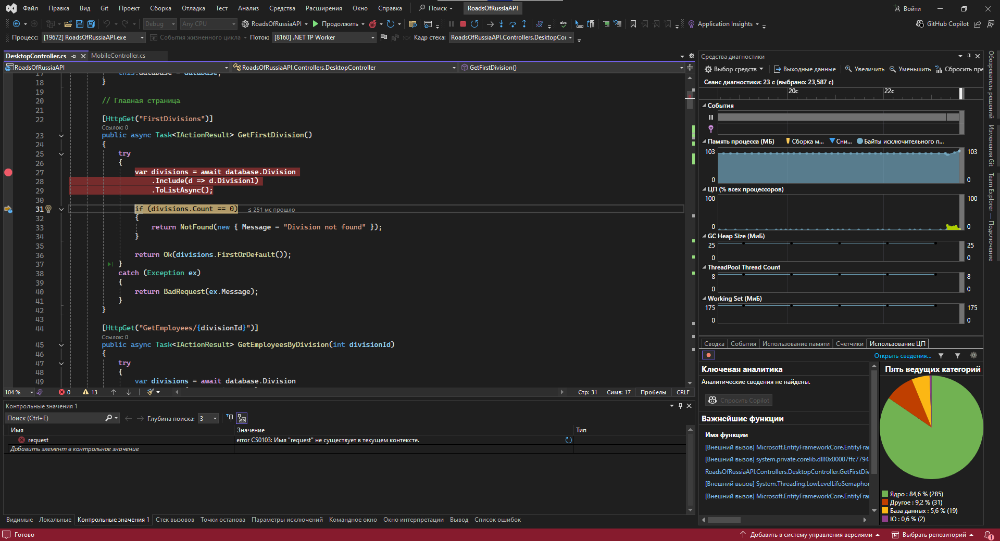 Файл Правка Вид Git Проект Сборка Отладка Тест Анализ Средства Расширения Окно Справка Поиск RoadsOfRussiaAPI Войти
Debug Any CPU RoadsOfRussiaAPI Продолжить Application Insights GitHub Copilot
Процесс: [19672] RoadsOfRussiaAPI.exe События жизненного цикла Поток: [8160] .NET TP Worker Кадр стека: RoadsOfRussiaAPI.Controllers.DesktopCo
DesktopController.cs MobileController.cs
RoadsOfRussiaAPI RoadsOfRussiaAPI.Controllers.DesktopController GetFirstDivision()
17 this.database = database;
18 }
19
20 // Главная страница
21
22 [HttpGet("FirstDivisions")]
Ссылок: 0
23 public async Task<IActionResult> GetFirstDivision()
24 {
25 try
26 {
27 var divisions = await database.Division
28 .Include(d => d.Division1)
29 .ToListAsync();
30
31 if (divisions.Count == 0) ≤ 251 мс прошло
32 {
33 return NotFound(new { Message = "Division not found" });
34 }
35
36 return Ok(divisions.FirstOrDefault());
37 }
38 catch (Exception ex)
39 {
40 return BadRequest(ex.Message);
41 }
42 }
43
44 [HttpGet("GetEmployees/{divisionId}")]
Ссылок: 0
45 public async Task<IActionResult> GetEmployeesByDivision(int divisionId)
46 {
47 try
48 {
49 var divisions = await database.Division
104 % 0 13 Стр: 31 Симв: 17 Пробелы CRLF
Контрольные значения 1
Поиск (Ctrl+E) Глубина поиска: 3
Имя Значение Тип
request error CS0103: Имя "request" не существует в текущем контексте.
Добавить элемент в контрольное значение
Видимые Локальные Контрольные значения 1 Стек вызовов Точки останова Параметры исключений Командное окно Окно интерпретации Вывод Список ошибок
Средства диагностики
Выбор средств Выходные данные Увеличить Уменьшить Сбросить пре
Сеанс диагностики: 23 с (выбрано: 23,587 с)
20с 22с
События
Память процесса (МБ) Сборка м... Сни... Байты исключительного п...
103 103
0 0
ЦП (% всех процессоров)
100 100
0 0
GC Heap Size (МиБ)
25 25
0 0
ThreadPool Thread Count
8 8
0 0
Working Set (МиБ)
175 175
0 0
Сводка События Использование памяти Счетчики Использование ЦП
Открыть сведения...
Ключевая аналитика
Аналитические сведения не найдены.
Спросить Copilot
Важнейшие функции
Имя функции
[Внешний вызов] Microsoft.EntityFrameworkCore.EntityFra
[Внешний вызов] system.private.corelib.dll!0x00007ffc7794
RoadsOfRussiaAPI.Controllers.DesktopController.GetFirstDiv
[Внешний вызов] System.Threading.LowLevelLifoSemaphor
[Внешний вызов] Microsoft.EntityFrameworkCore.EntityFra
Пять ведущих категорий
Ядро : 84,6 % (285)
Другое : 9,2 % (31)
База данных : 5,6 % (19)
IO : 0,6 % (2)
Обозреватель решений
Изменения Git
Team Explorer — Подключение
Готово Добавить в систему управления версиями Выбрать репозиторий 1